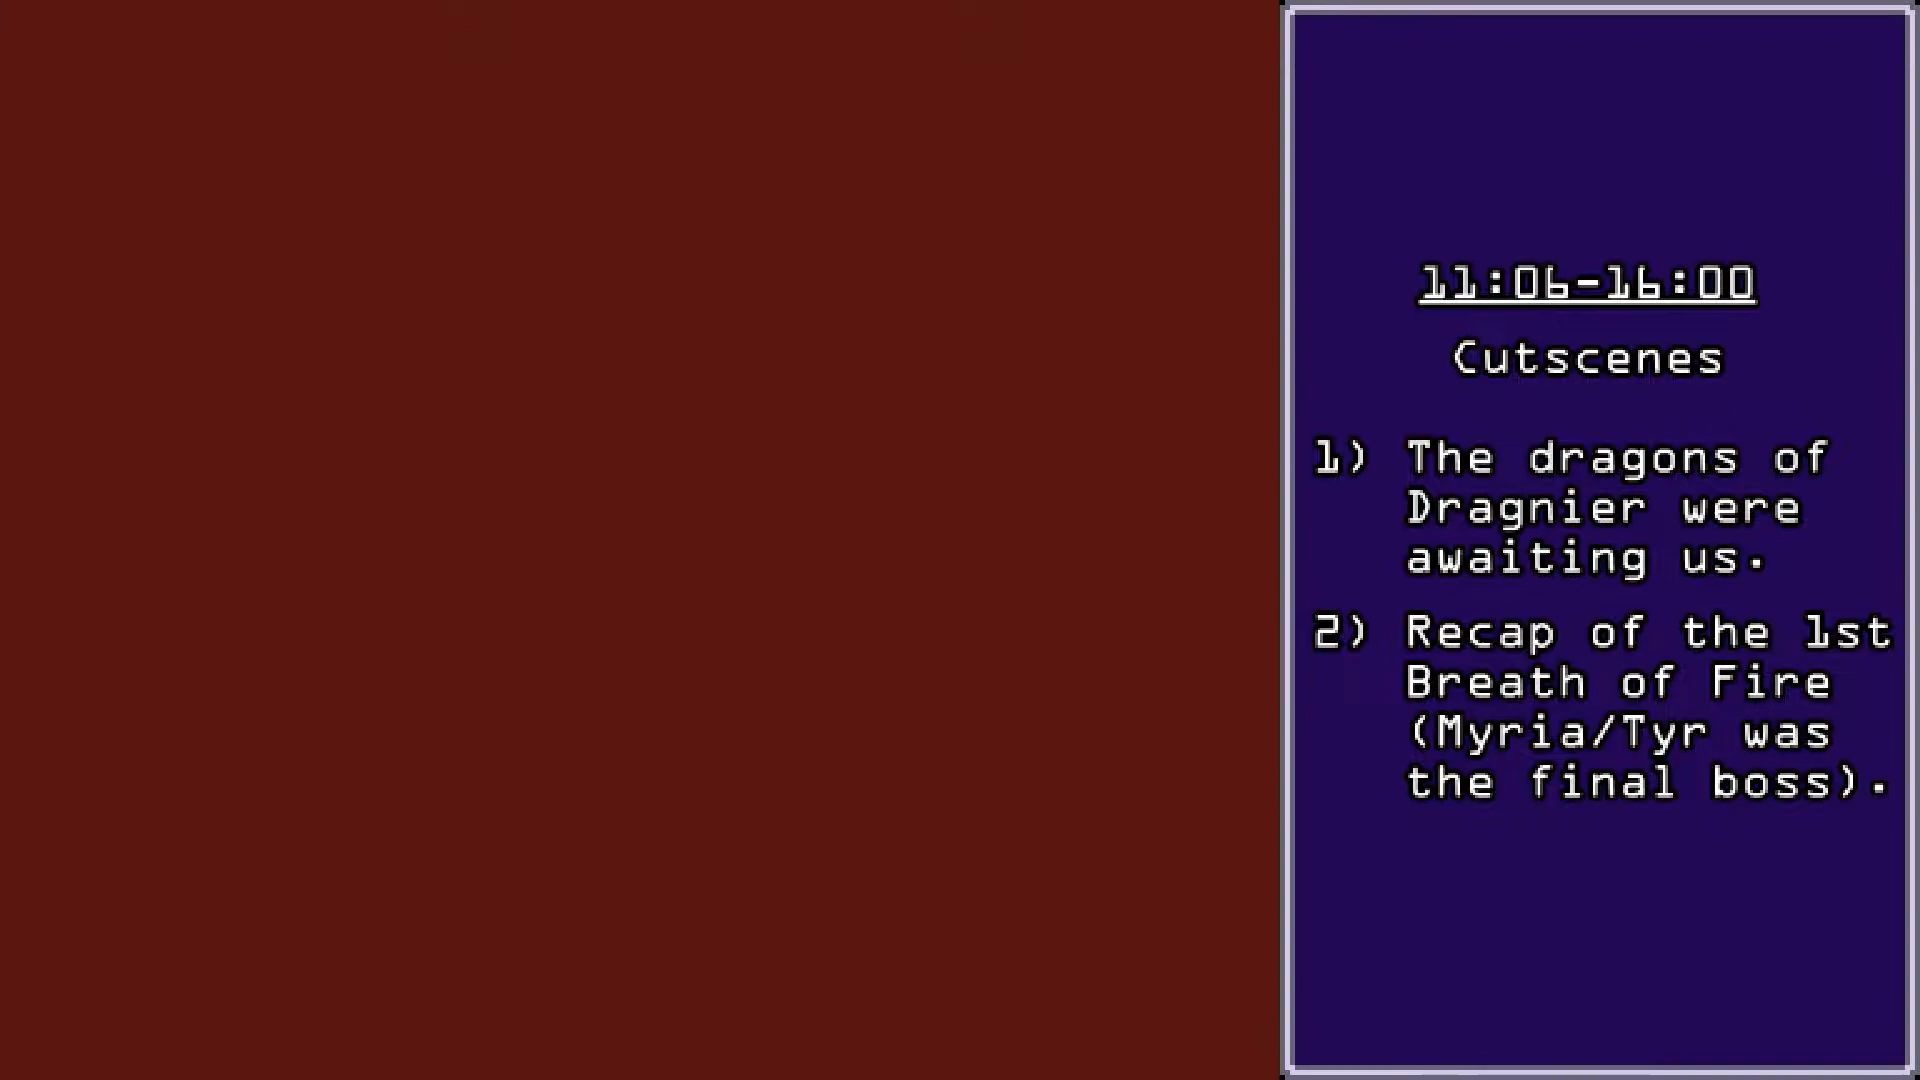 11:06-16:00
Cutscenes
1) The dragons of
Dragnier were
awaiting us.
2) Recap of the 1st
Breath of Fire
(Myria/Tyr was
the final boss).